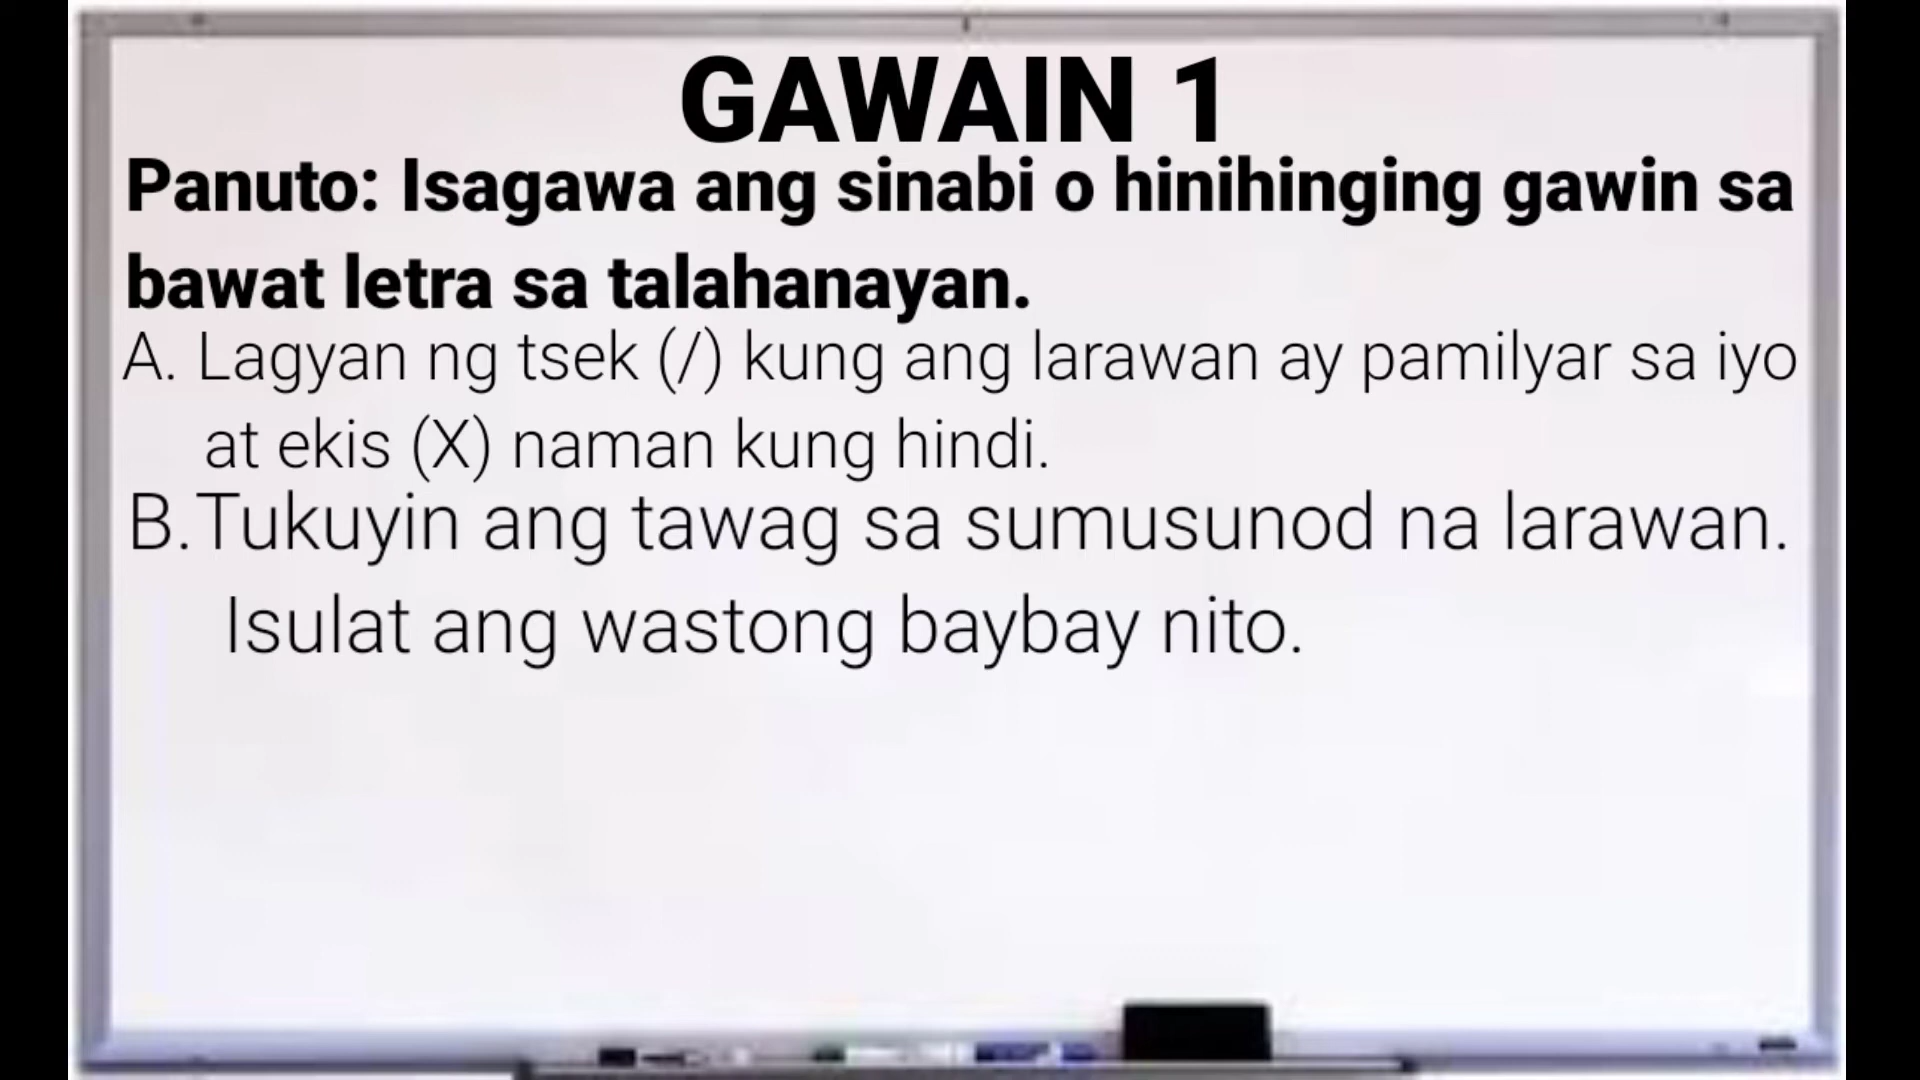 GAWAIN 1
Panuto: Isagawa ang sinabi o hinihinging gawin sa
bawat letra sa talahanayan.
A. Lagyan ng tsek (/) kung ang larawan ay pamilyar sa iyo
at ekis (X) naman kung hindi.
B.Tukuyin ang tawag sa sumusunod na larawan.
Isulat ang wastong baybay nito.